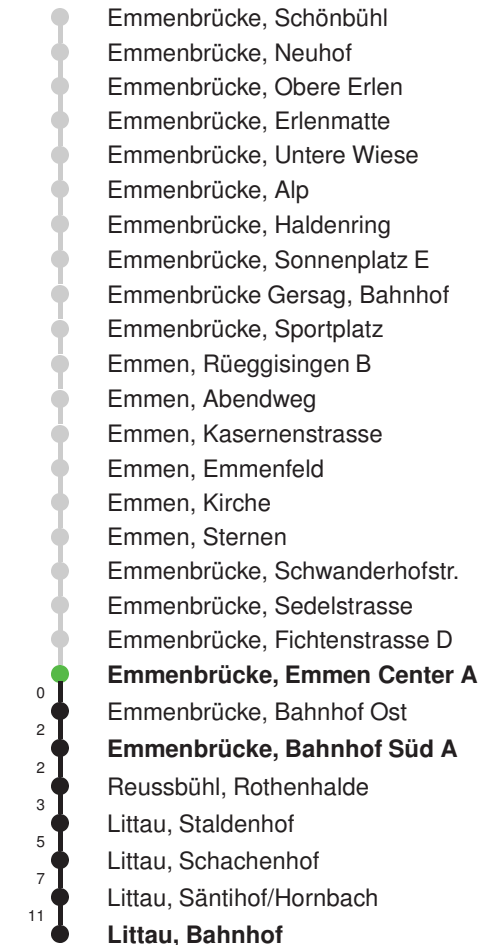 Emmenbrücke, Schönbühl
Emmenbrücke, Neuhof
Emmenbrücke, Obere Erlen
Emmenbrücke, Erlenmatte
Emmenbrücke, Untere Wiese
Emmenbrücke, Alp
Emmenbrücke, Haldenring
Emmenbrücke, Sonnenplatz E
Emmenbrücke Gersag, Bahnhof
Emmenbrücke, Sportplatz
Emmen, Rüeggisingen B
Emmen, Abendweg
Emmen, Kasernenstrasse
Emmen, Emmenfeld
Emmen, Kirche
Emmen, Sternen
Emmenbrücke, Schwanderhofstr.
Emmenbrücke, Sedelstrasse
Emmenbrücke, Fichtenstrasse D
Emmenbrücke, Emmen Center A
0
Emmenbrücke, Bahnhof Ost
2
Emmenbrücke, Bahnhof Süd A
2
Reussbühl, Rothenhalde
3
Littau, Staldenhof
5
Littau, Schachenhof
7
Littau, Säntihof/Hornbach
11
Littau, Bahnhof